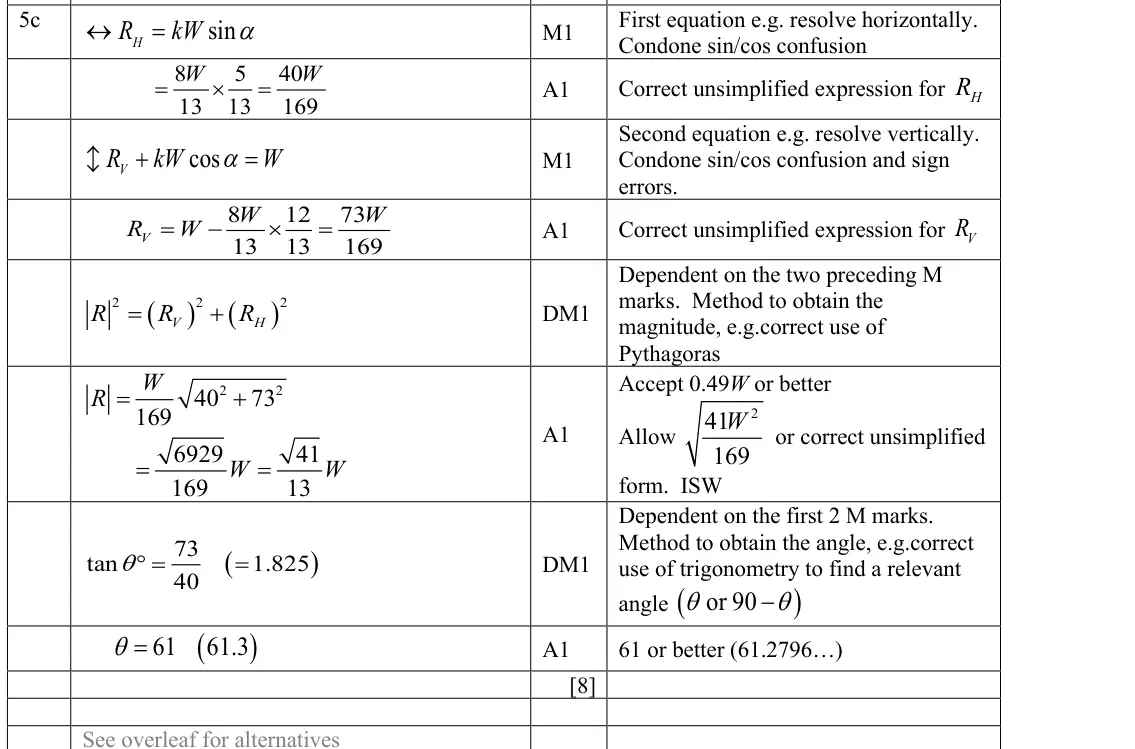 5c
↔ R_H = kW sin α
M1
First equation e.g. resolve horizontally.
Condone sin/cos confusion
= 8W/13 × 5/13 = 40W/169
A1
Correct unsimplified expression for R_H
↕ R_V + kW cos α = W
M1
Second equation e.g. resolve vertically.
Condone sin/cos confusion and sign
errors.
R_V = W − 8W/13 × 12/13 = 73W/169
A1
Correct unsimplified expression for R_V
|R|² = (R_V)² + (R_H)²
DM1
Dependent on the two preceding M
marks. Method to obtain the
magnitude, e.g.correct use of
Pythagoras
|R| = W/169 √(40² + 73²)
= √6929/169 W = √41/13 W
A1
Accept 0.49W or better
Allow √(41W²/169) or correct unsimplified
form. ISW
tan θ° = 73/40 (= 1.825)
DM1
Dependent on the first 2 M marks.
Method to obtain the angle, e.g.correct
use of trigonometry to find a relevant
angle (θ or 90 − θ)
θ = 61 (61.3)
A1
61 or better (61.2796…)
[8]
See overleaf for alternatives